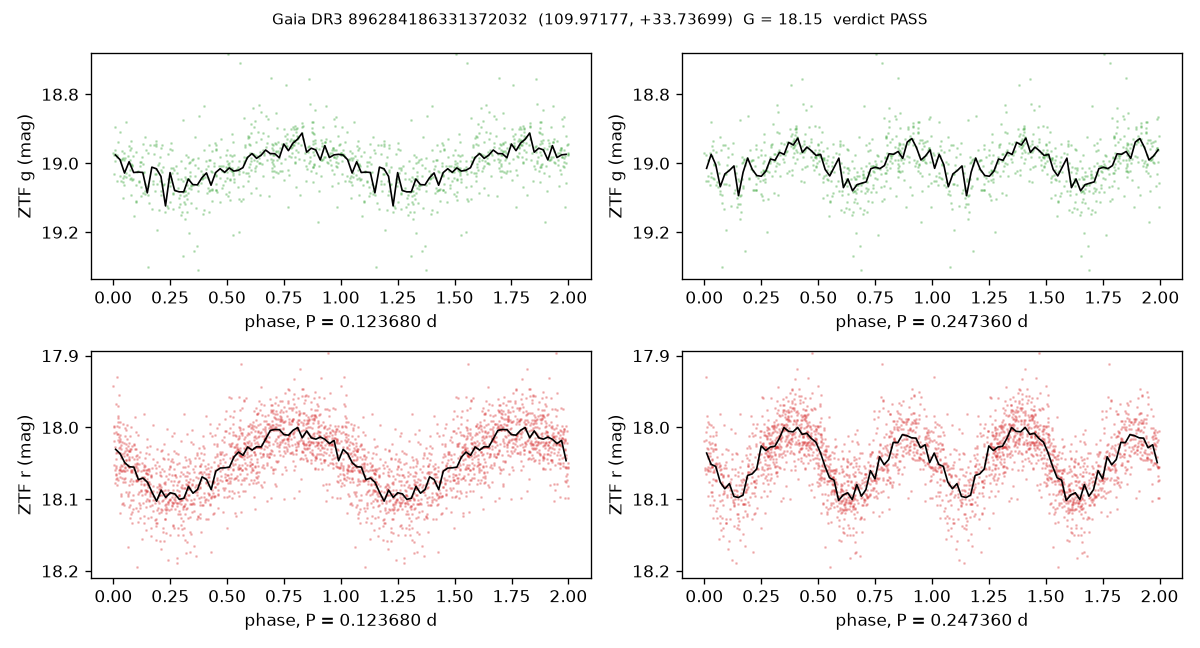 Gaia DR3 896284186331372032  (109.97177, +33.73699)  G = 18.15  verdict PASS
ZTF g (mag)
18.8
19.0
19.2
0.00 0.25 0.50 0.75 1.00 1.25 1.50 1.75 2.00
phase, P = 0.123680 d
ZTF g (mag)
18.8
19.0
19.2
0.00 0.25 0.50 0.75 1.00 1.25 1.50 1.75 2.00
phase, P = 0.247360 d
ZTF r (mag)
17.9
18.0
18.1
18.2
0.00 0.25 0.50 0.75 1.00 1.25 1.50 1.75 2.00
phase, P = 0.123680 d
ZTF r (mag)
17.9
18.0
18.1
18.2
0.00 0.25 0.50 0.75 1.00 1.25 1.50 1.75 2.00
phase, P = 0.247360 d